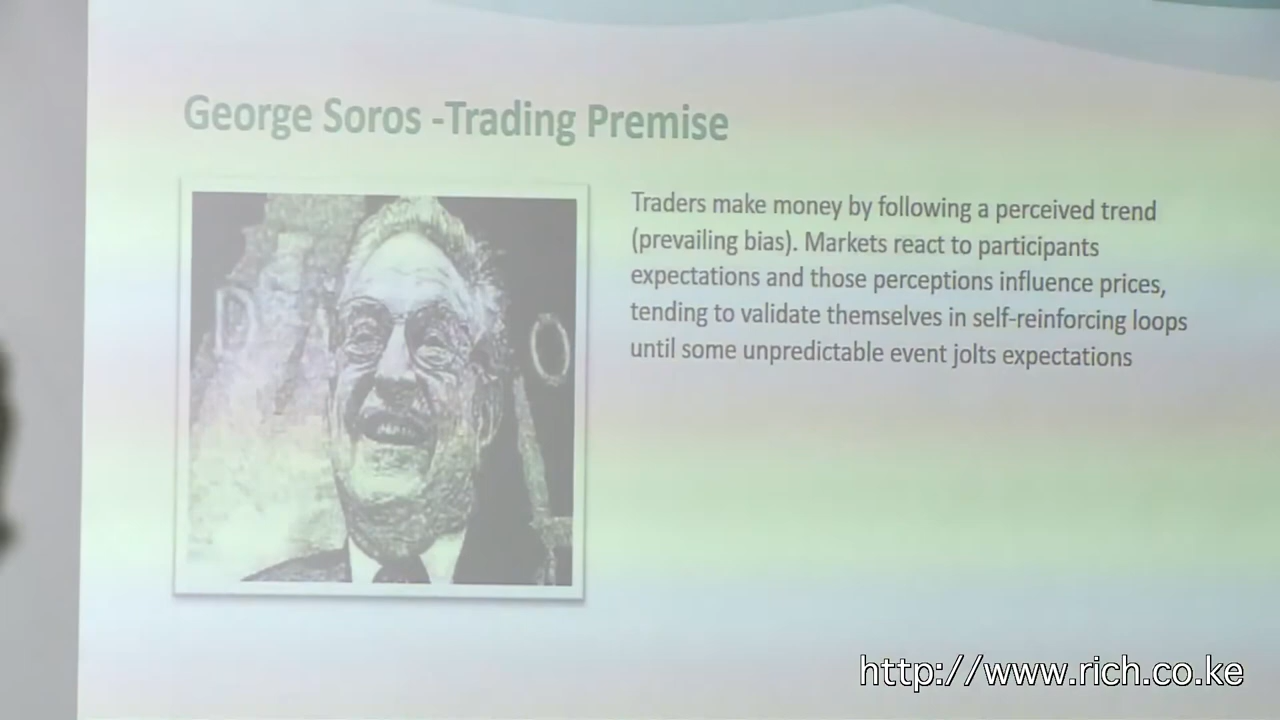 George Soros -Trading Premise
Traders make money by following a perceived trend
(prevailing bias). Markets react to participants
expectations and those perceptions influence prices,
tending to validate themselves in self-reinforcing loops
until some unpredictable event jolts expectations
http://www.rich.co.ke